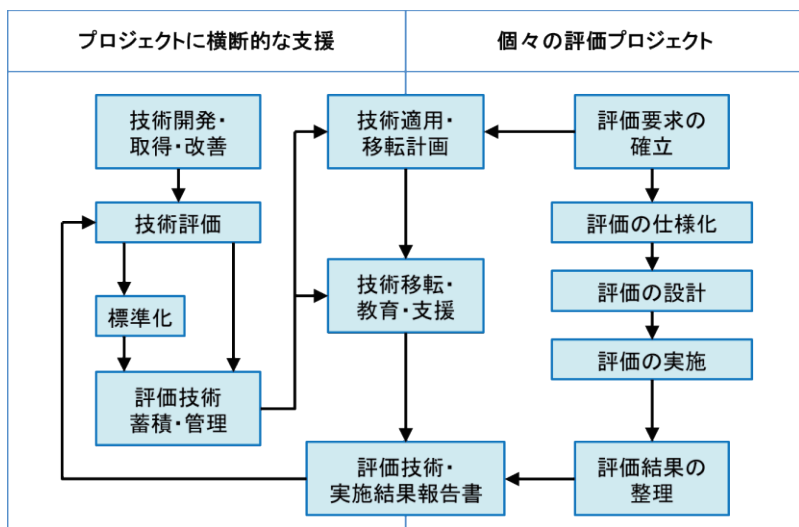 プロジェクトに横断的な支援
個々の評価プロジェクト
技術開発・
取得・改善
技術適用・
移転計画
評価要求の
確立
技術評価
評価の仕様化
技術移転・
教育・支援
評価の設計
標準化
評価の実施
評価技術
蓄積・管理
評価技術・
実施結果報告書
評価結果の
整理